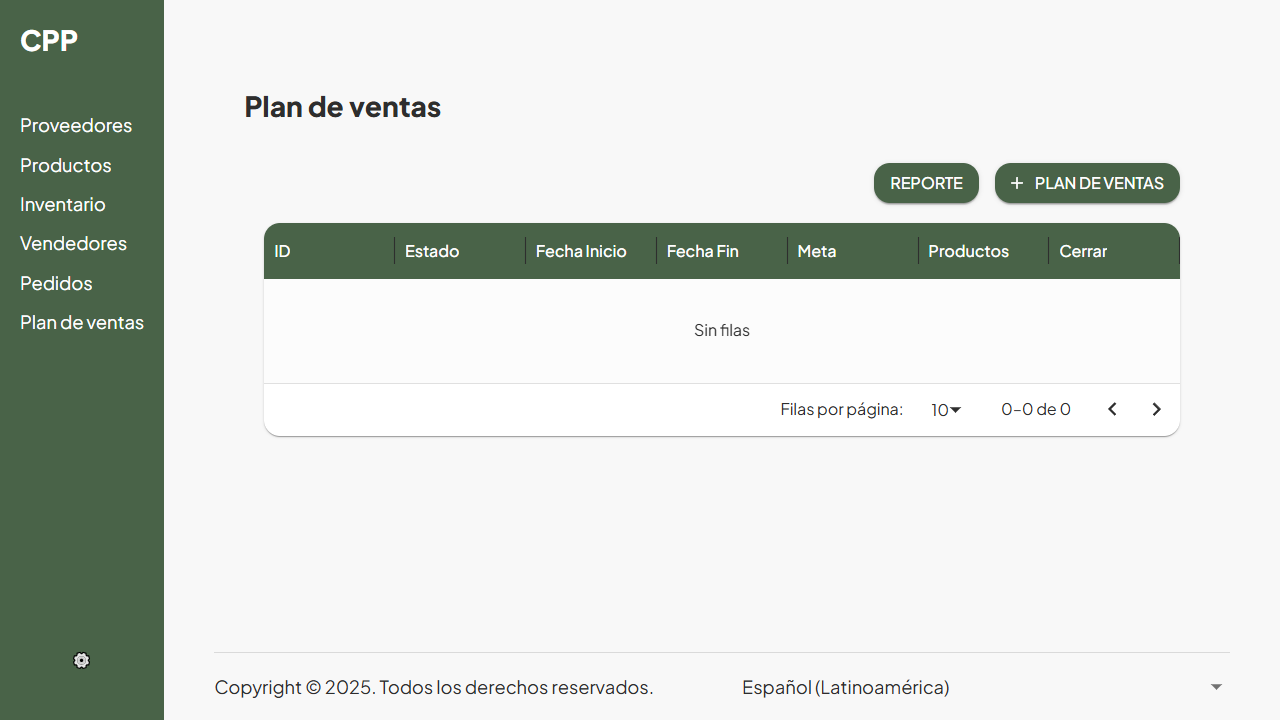 CPP
Proveedores
Productos
Inventario
Vendedores
Pedidos
Plan de ventas
Plan de ventas
REPORTE
+ PLAN DE VENTAS
ID Estado Fecha Inicio Fecha Fin Meta Productos Cerrar
Sin filas
Filas por página: 10 0–0 de 0
Copyright © 2025. Todos los derechos reservados. Español (Latinoamérica)